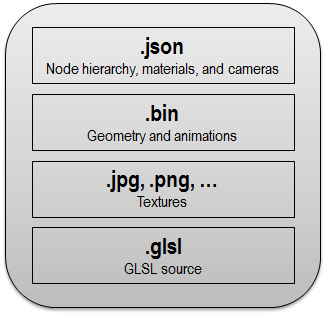 .json
Node hierarchy, materials, and cameras
.bin
Geometry and animations
.jpg, .png, …
Textures
.glsl
GLSL source